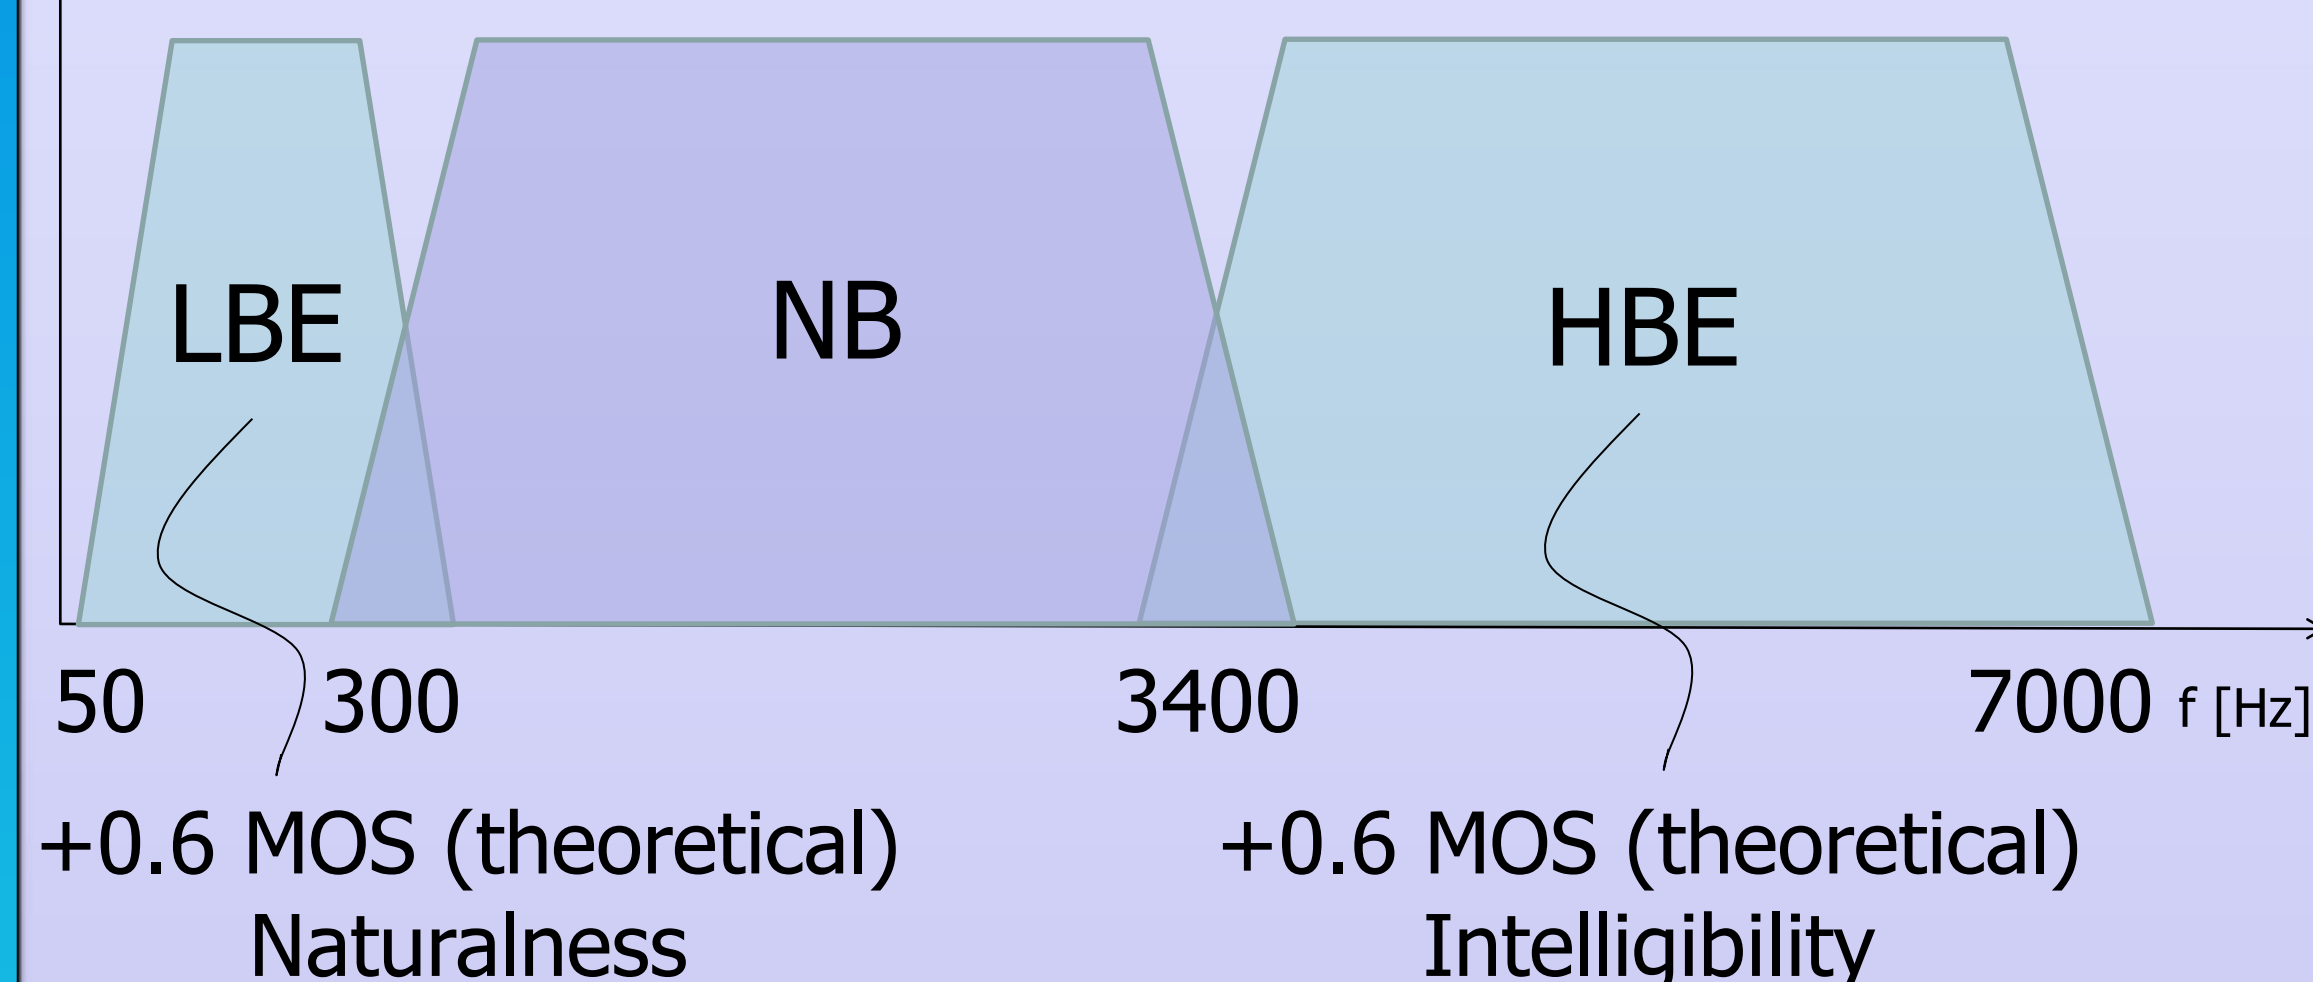 LBE NB HBE
50 300 3400 7000 f [Hz]
+0.6 MOS (theoretical) +0.6 MOS (theoretical)
Naturalness Intelligibility